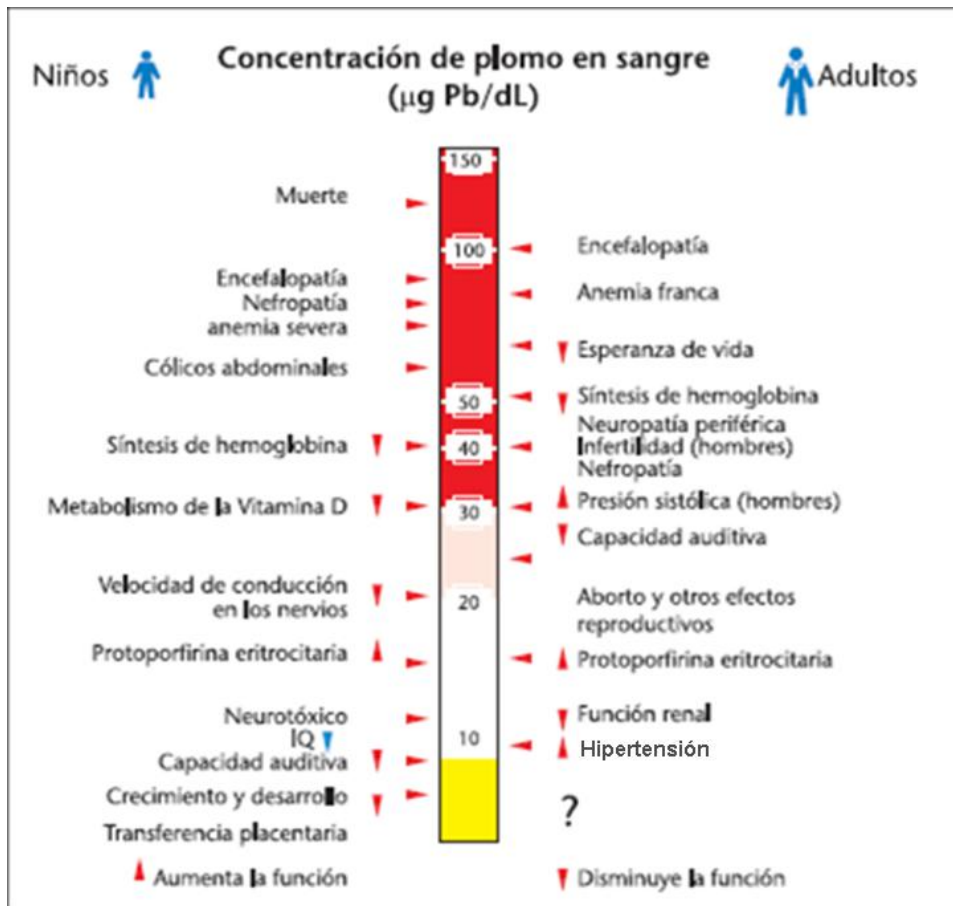 Niños
Concentración de plomo en sangre
(µg Pb/dL)
Adultos
150
Muerte
100
Encefalopatía
Encefalopatía
Nefropatía
anemia severa
Anemia franca
Esperanza de vida
Cólicos abdominales
50
Síntesis de hemoglobina
Neuropatía periférica
Síntesis de hemoglobina
40
Infertilidad (hombres)
Nefropatía
Metabolismo de la Vitamina D
30
Presión sistólica (hombres)
Capacidad auditiva
Velocidad de conducción
en los nervios
20
Aborto y otros efectos
reproductivos
Protoporfirina eritrocitaria
Protoporfirina eritrocitaria
Neurotóxico
IQ
Función renal
10
Hipertensión
Capacidad auditiva
Crecimiento y desarrollo
?
Transferencia placentaria
Aumenta la función
Disminuye la función